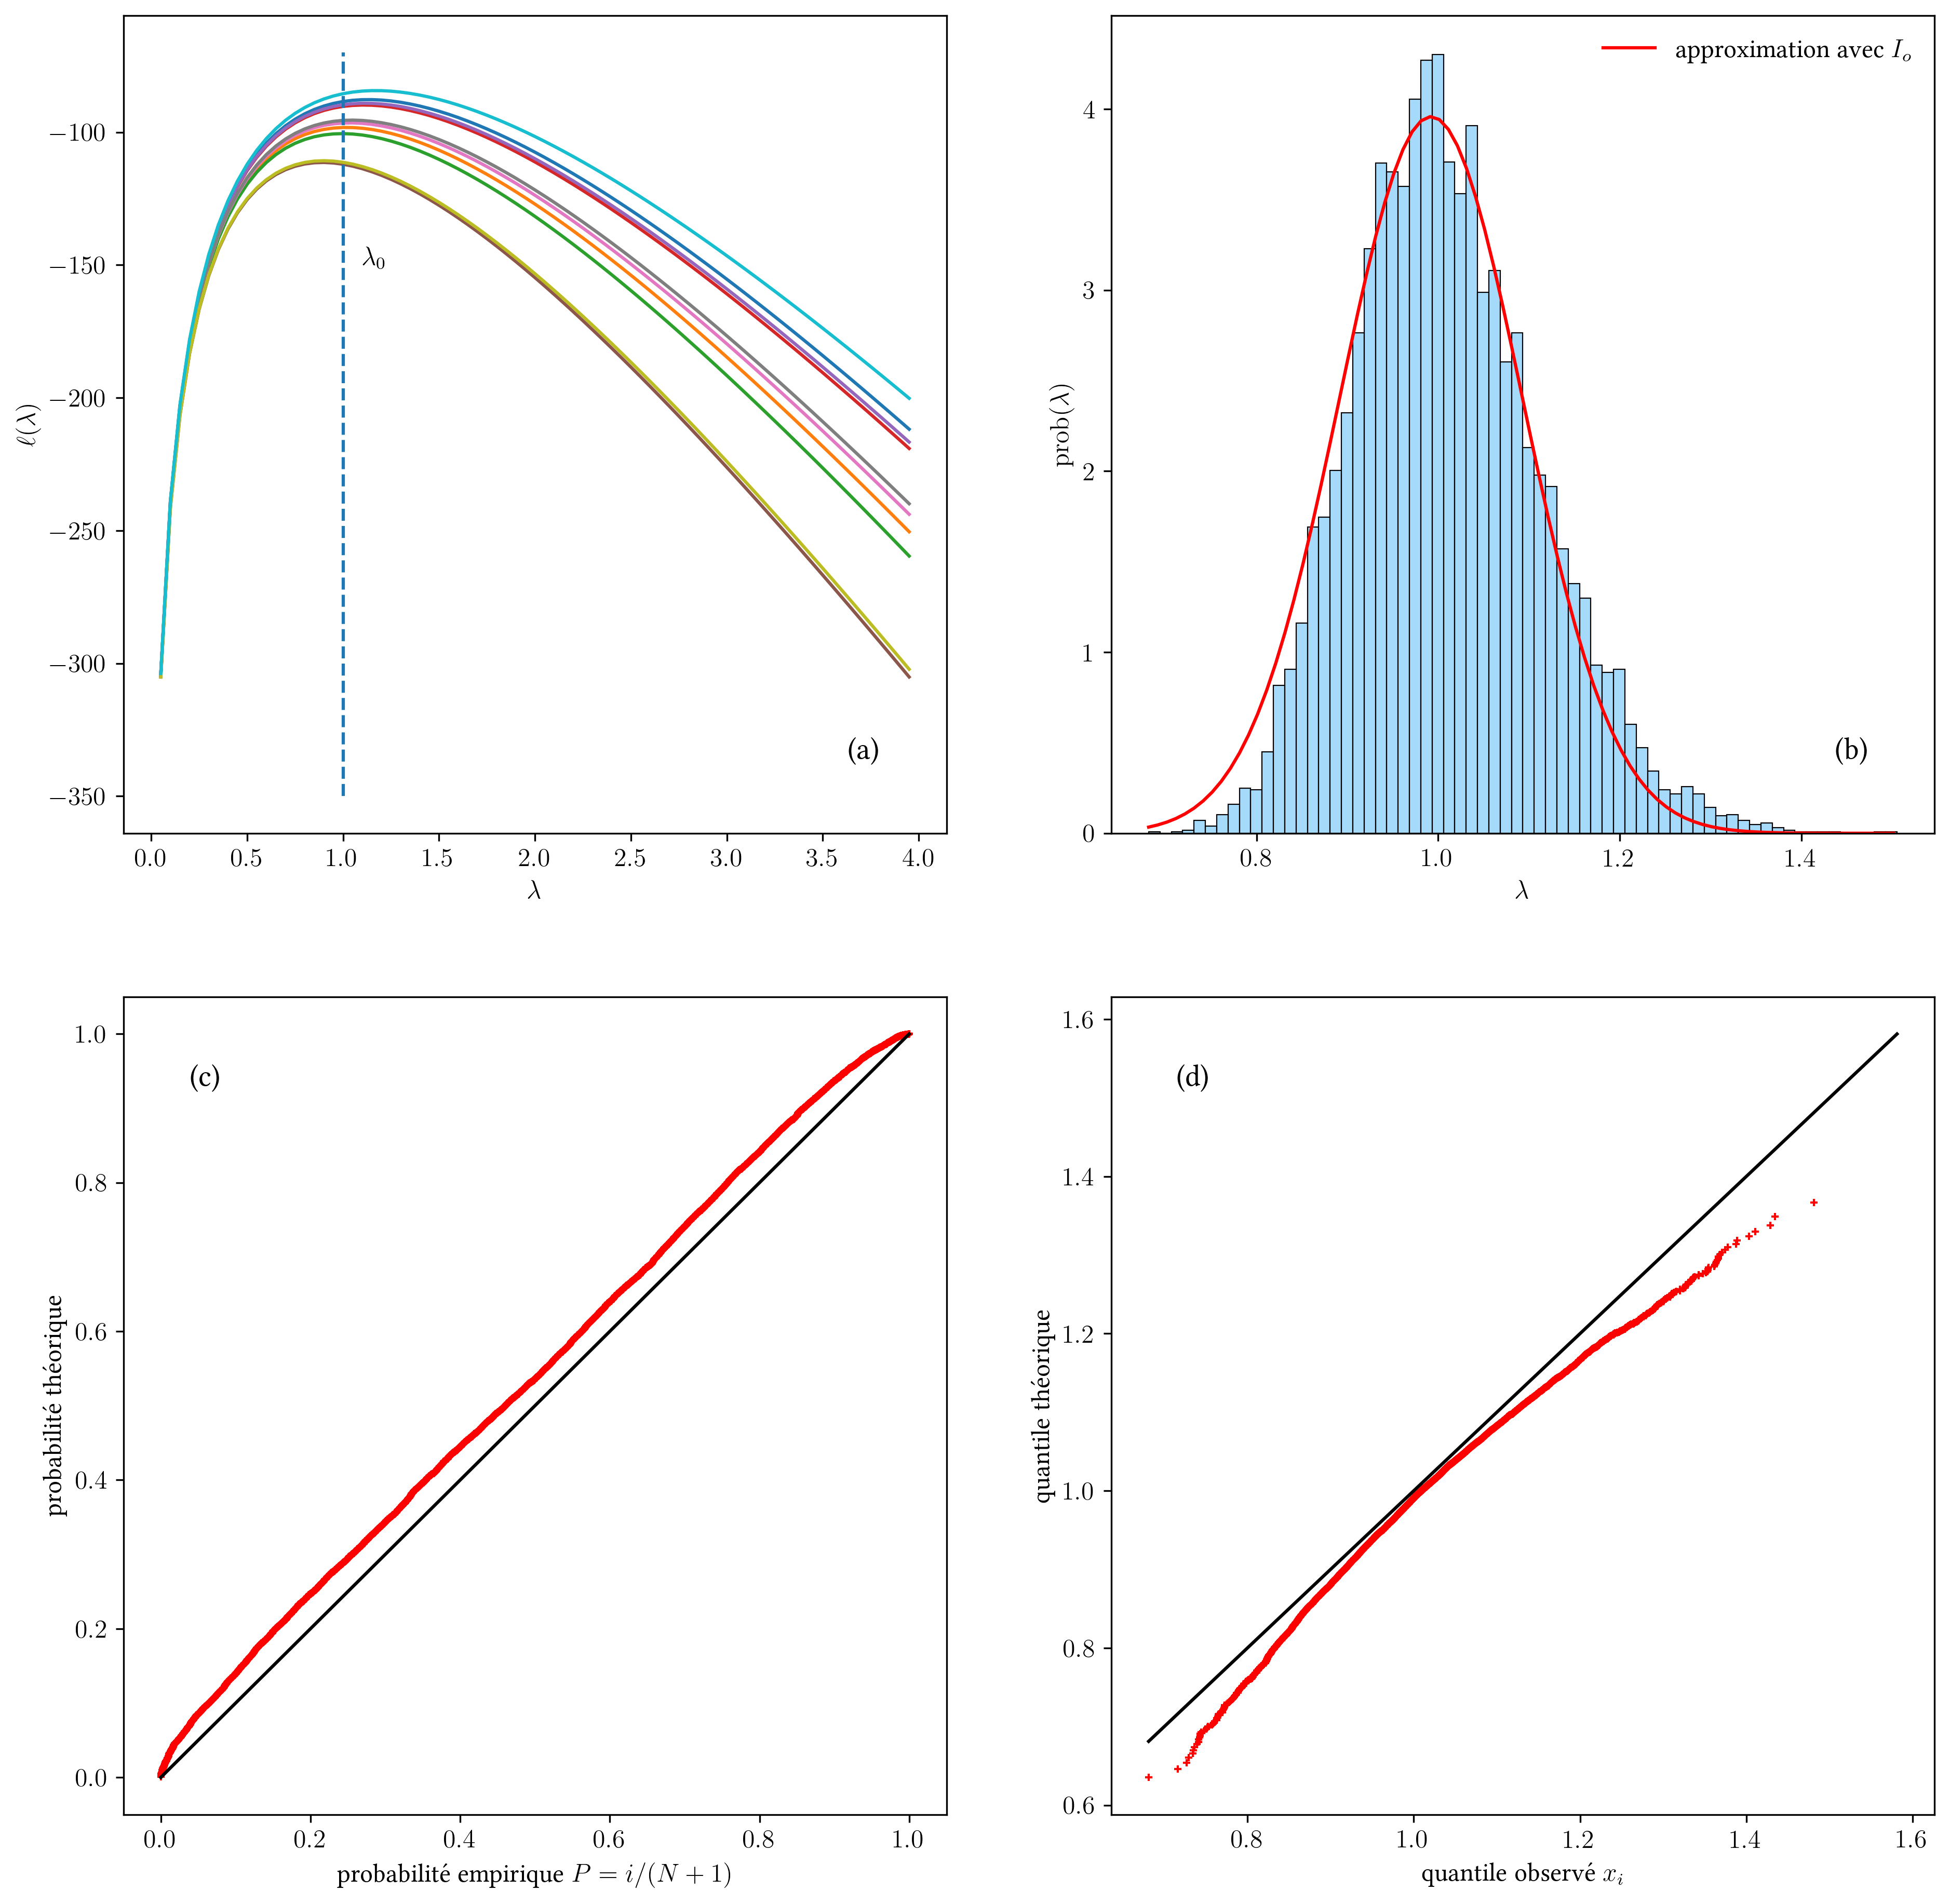 −100
−150
−200
−250
−300
−350
ℓ(λ)
λ₀
(a)
0.0 0.5 1.0 1.5 2.0 2.5 3.0 3.5 4.0
λ
approximation avec Iₒ
4
3
2
1
0
prob(λ)
(b)
0.8 1.0 1.2 1.4
λ
1.0
0.8
0.6
0.4
0.2
0.0
probabilité théorique
(c)
0.0 0.2 0.4 0.6 0.8 1.0
probabilité empirique P = i/(N + 1)
1.6
1.4
1.2
1.0
0.8
0.6
quantile théorique
(d)
0.8 1.0 1.2 1.4 1.6
quantile observé xᵢ